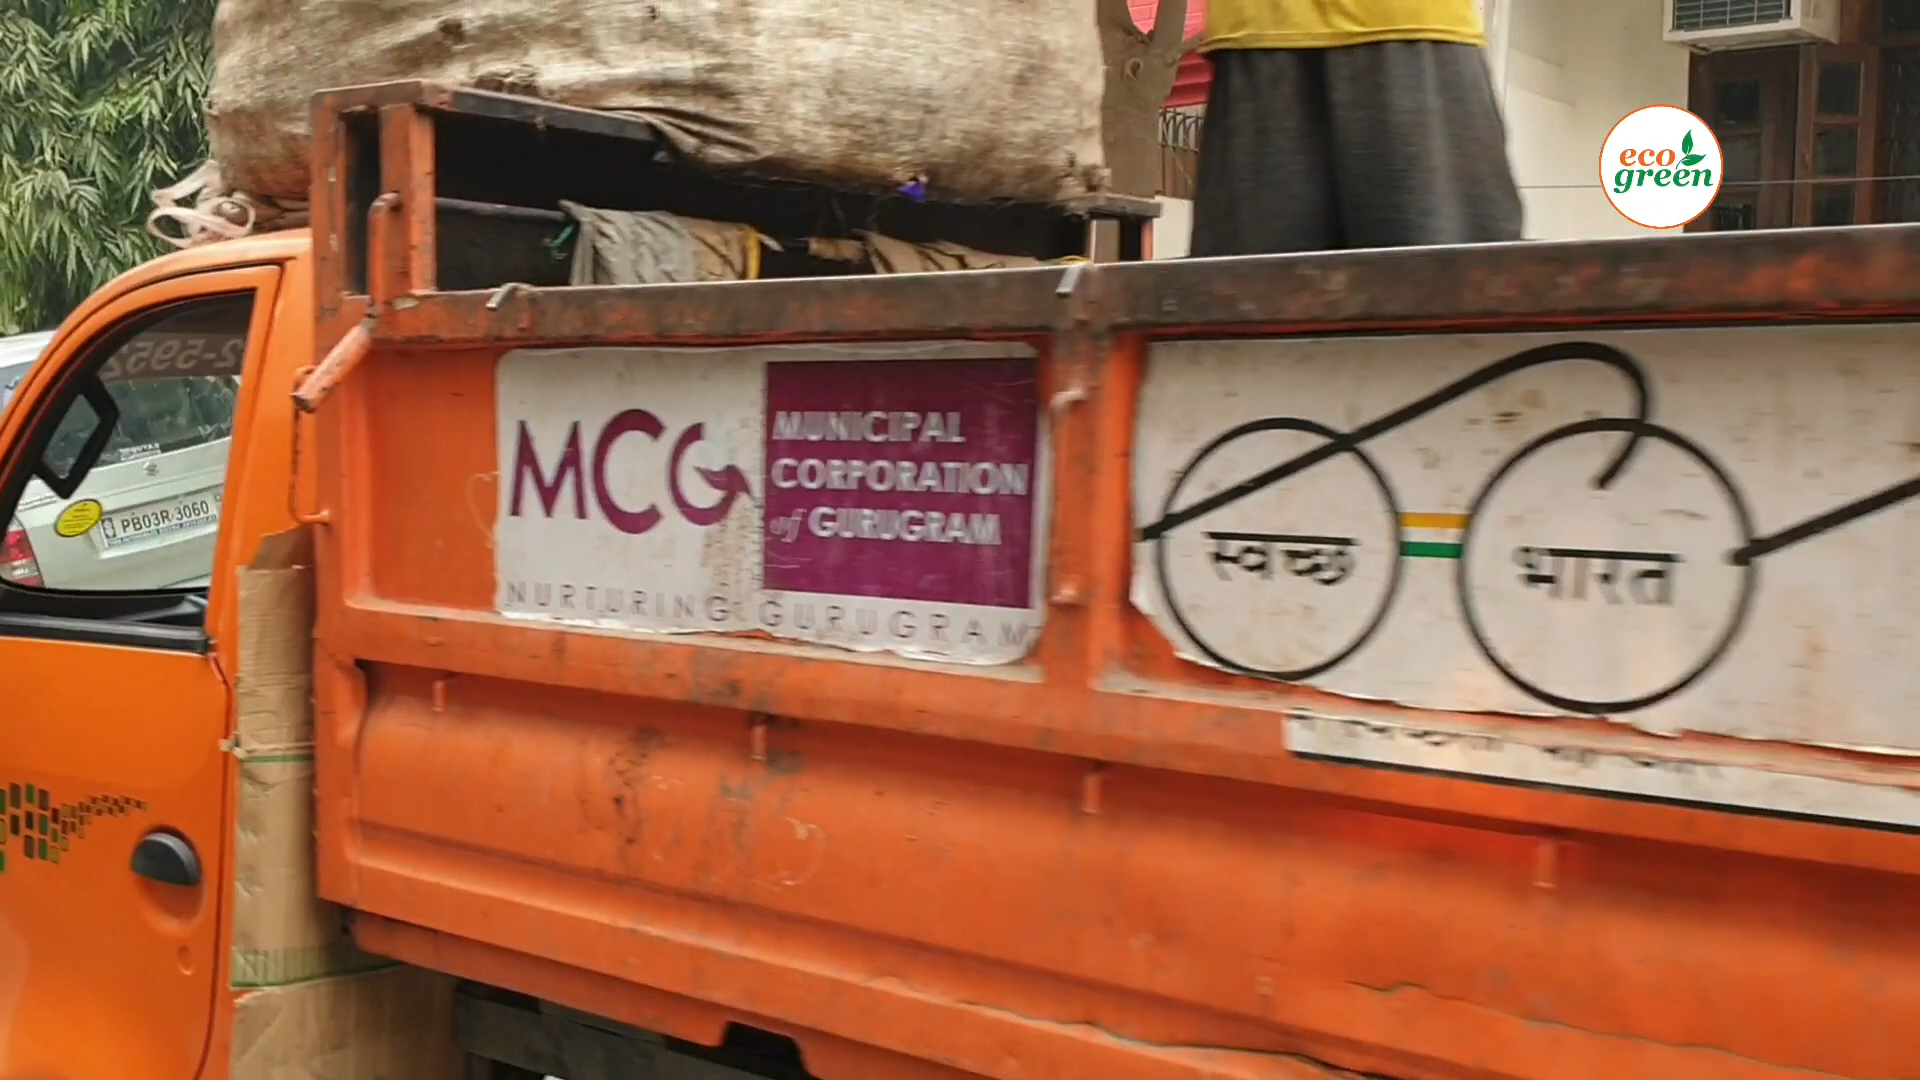 eco
green
MCG
MUNICIPAL
CORPORATION
of GURUGRAM
NURTURING GURUGRAM
स्वच्छ
भारत
PB03R 3060